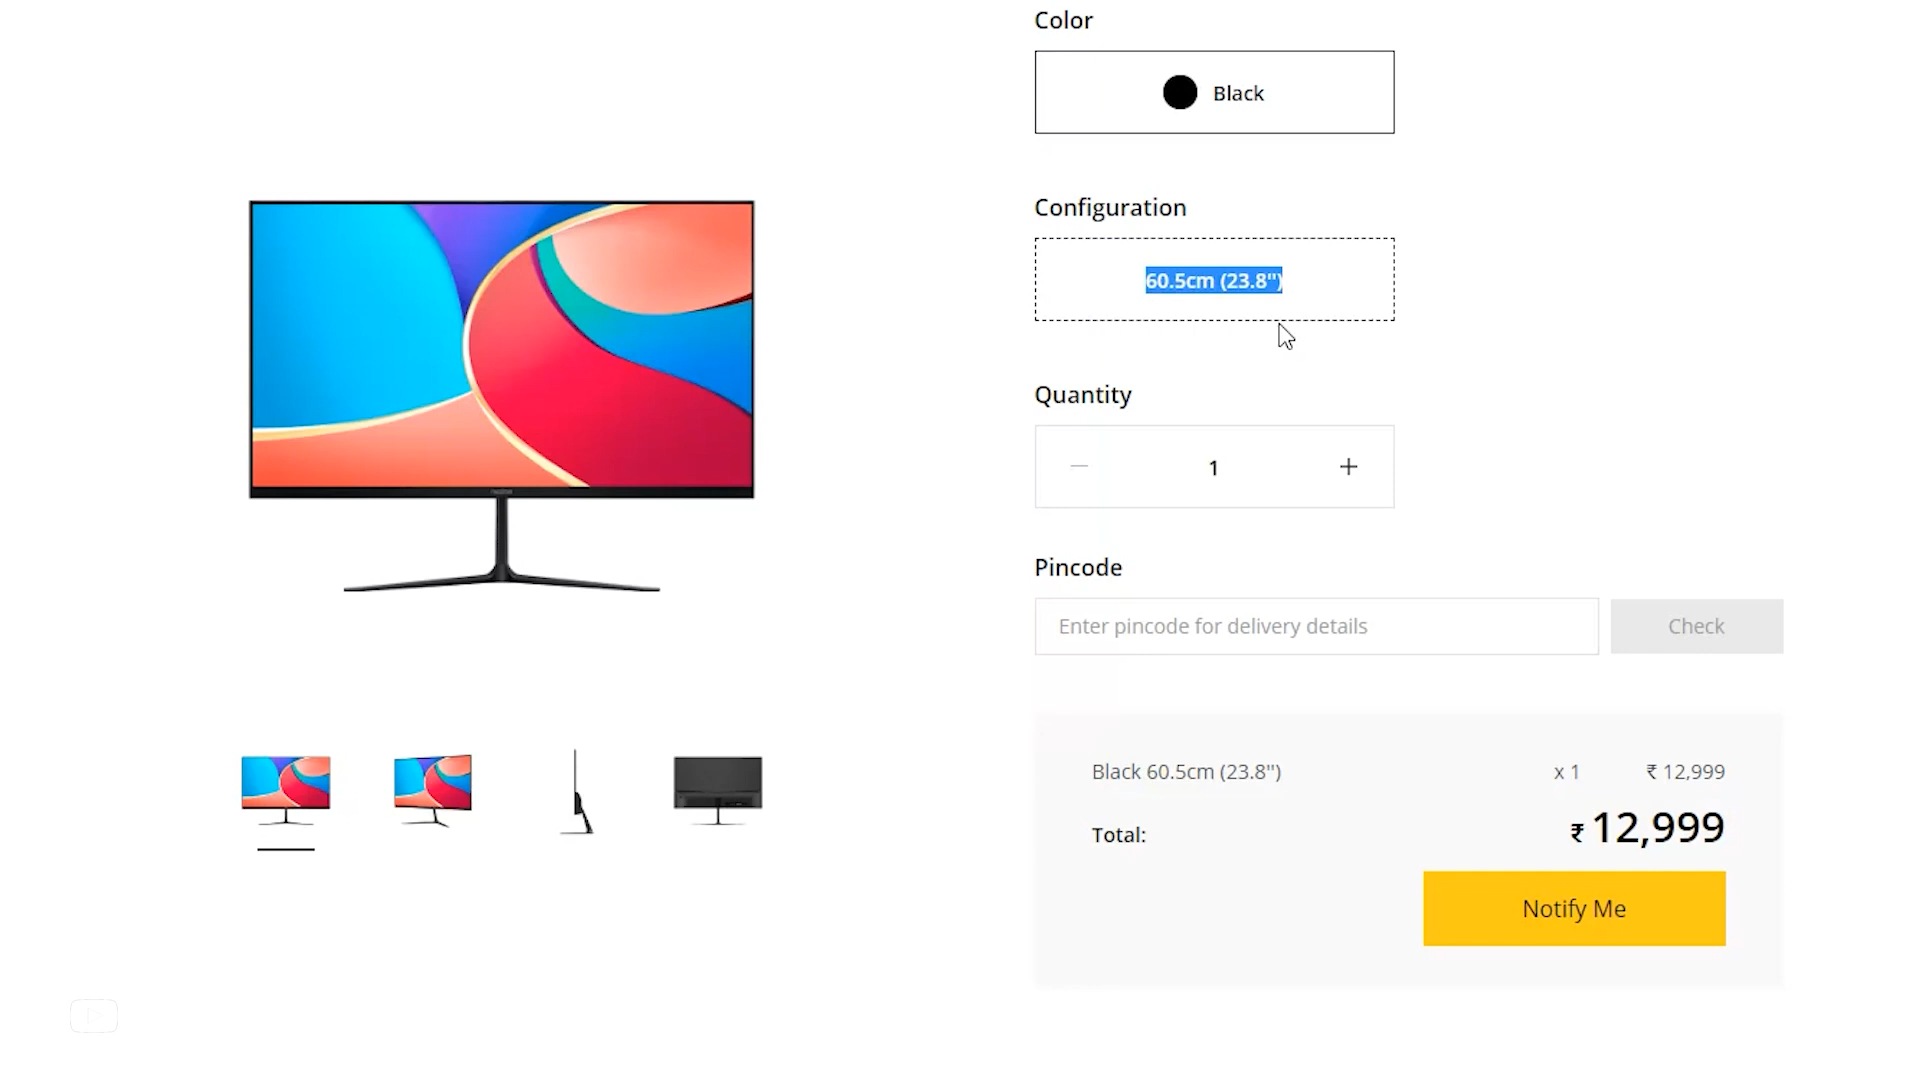 Color
Black
Configuration
60.5cm (23.8")
Quantity
1
Pincode
Enter pincode for delivery details
Check
Black 60.5cm (23.8") x 1 ₹ 12,999
Total: ₹ 12,999
Notify Me